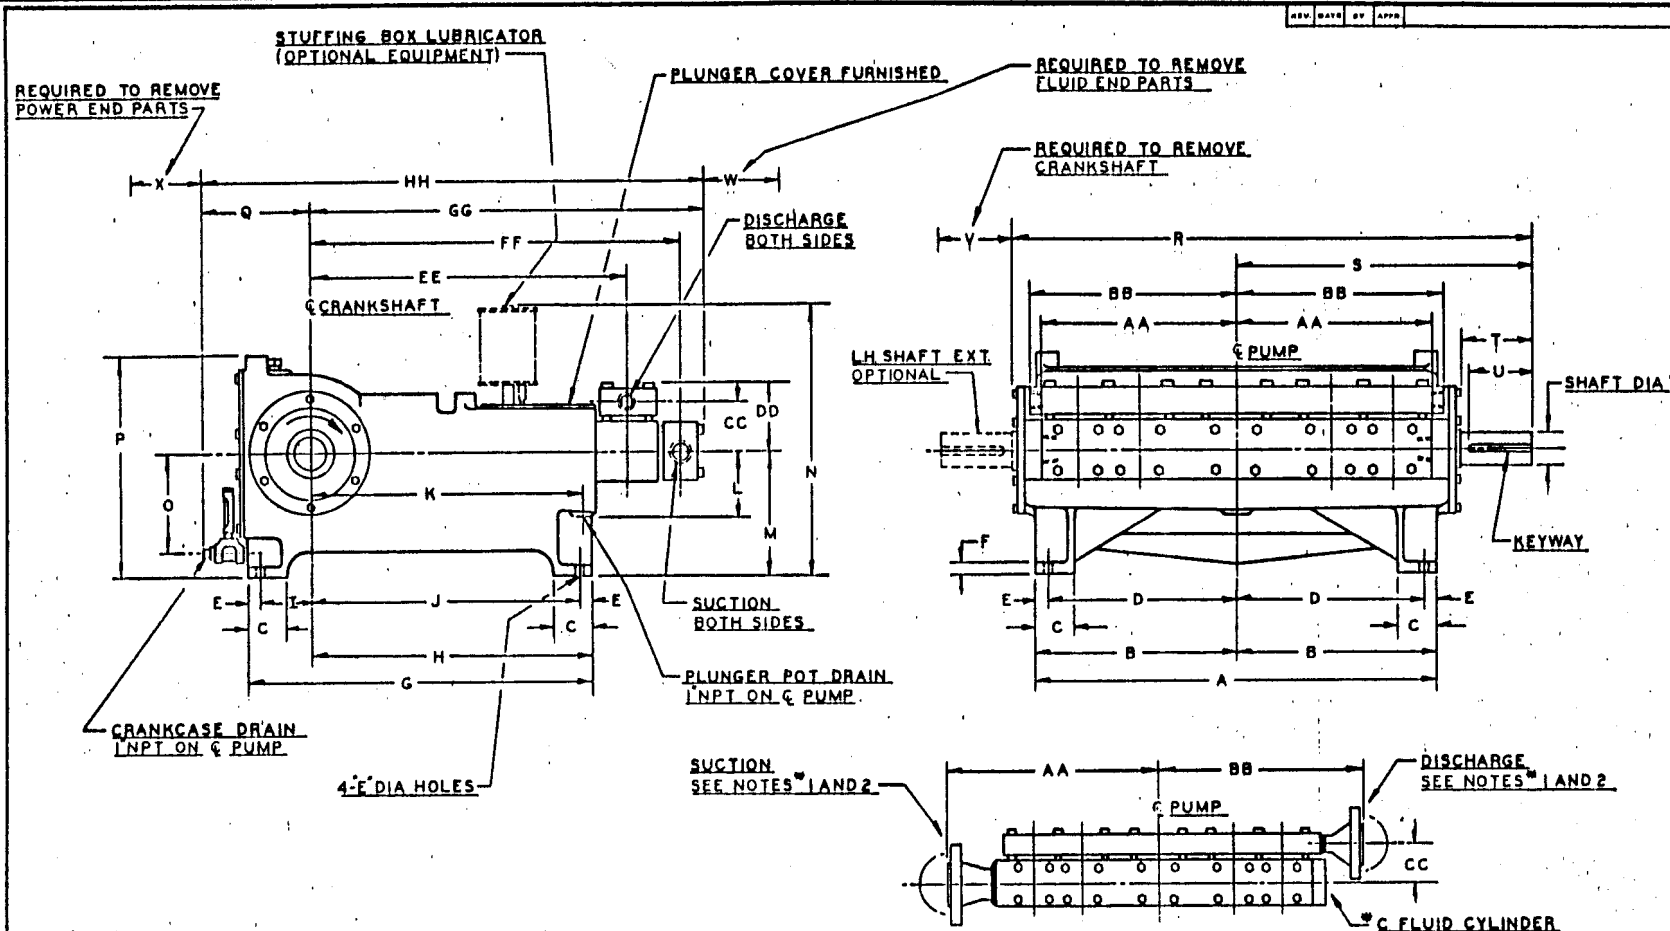 REV. DATE BY APPR.
STUFFING BOX LUBRICATOR
(OPTIONAL EQUIPMENT)
PLUNGER COVER FURNISHED
REQUIRED TO REMOVE
FLUID END PARTS
REQUIRED TO REMOVE
POWER END PARTS
REQUIRED TO REMOVE
CRANKSHAFT
X
HH
W
Q
GG
DISCHARGE
BOTH SIDES
FF
EE
℄ CRANKSHAFT
V
R
S
BB
BB
AA
AA
℄ PUMP
T
U
LH SHAFT EXT.
OPTIONAL
SHAFT DIA
P
O
K
CC
DD
L
N
M
F
KEYWAY
E
I
J
E
C
C
H
G
SUCTION
BOTH SIDES
E
D
D
E
C
C
B
B
A
PLUNGER POT DRAIN
1"NPT ON ℄ PUMP
CRANKCASE DRAIN
1"NPT ON ℄ PUMP
4-"E" DIA HOLES
SUCTION
SEE NOTES # 1 AND 2
AA
BB
DISCHARGE
SEE NOTES # 1 AND 2
℄ PUMP
CC
* C FLUID CYLINDER